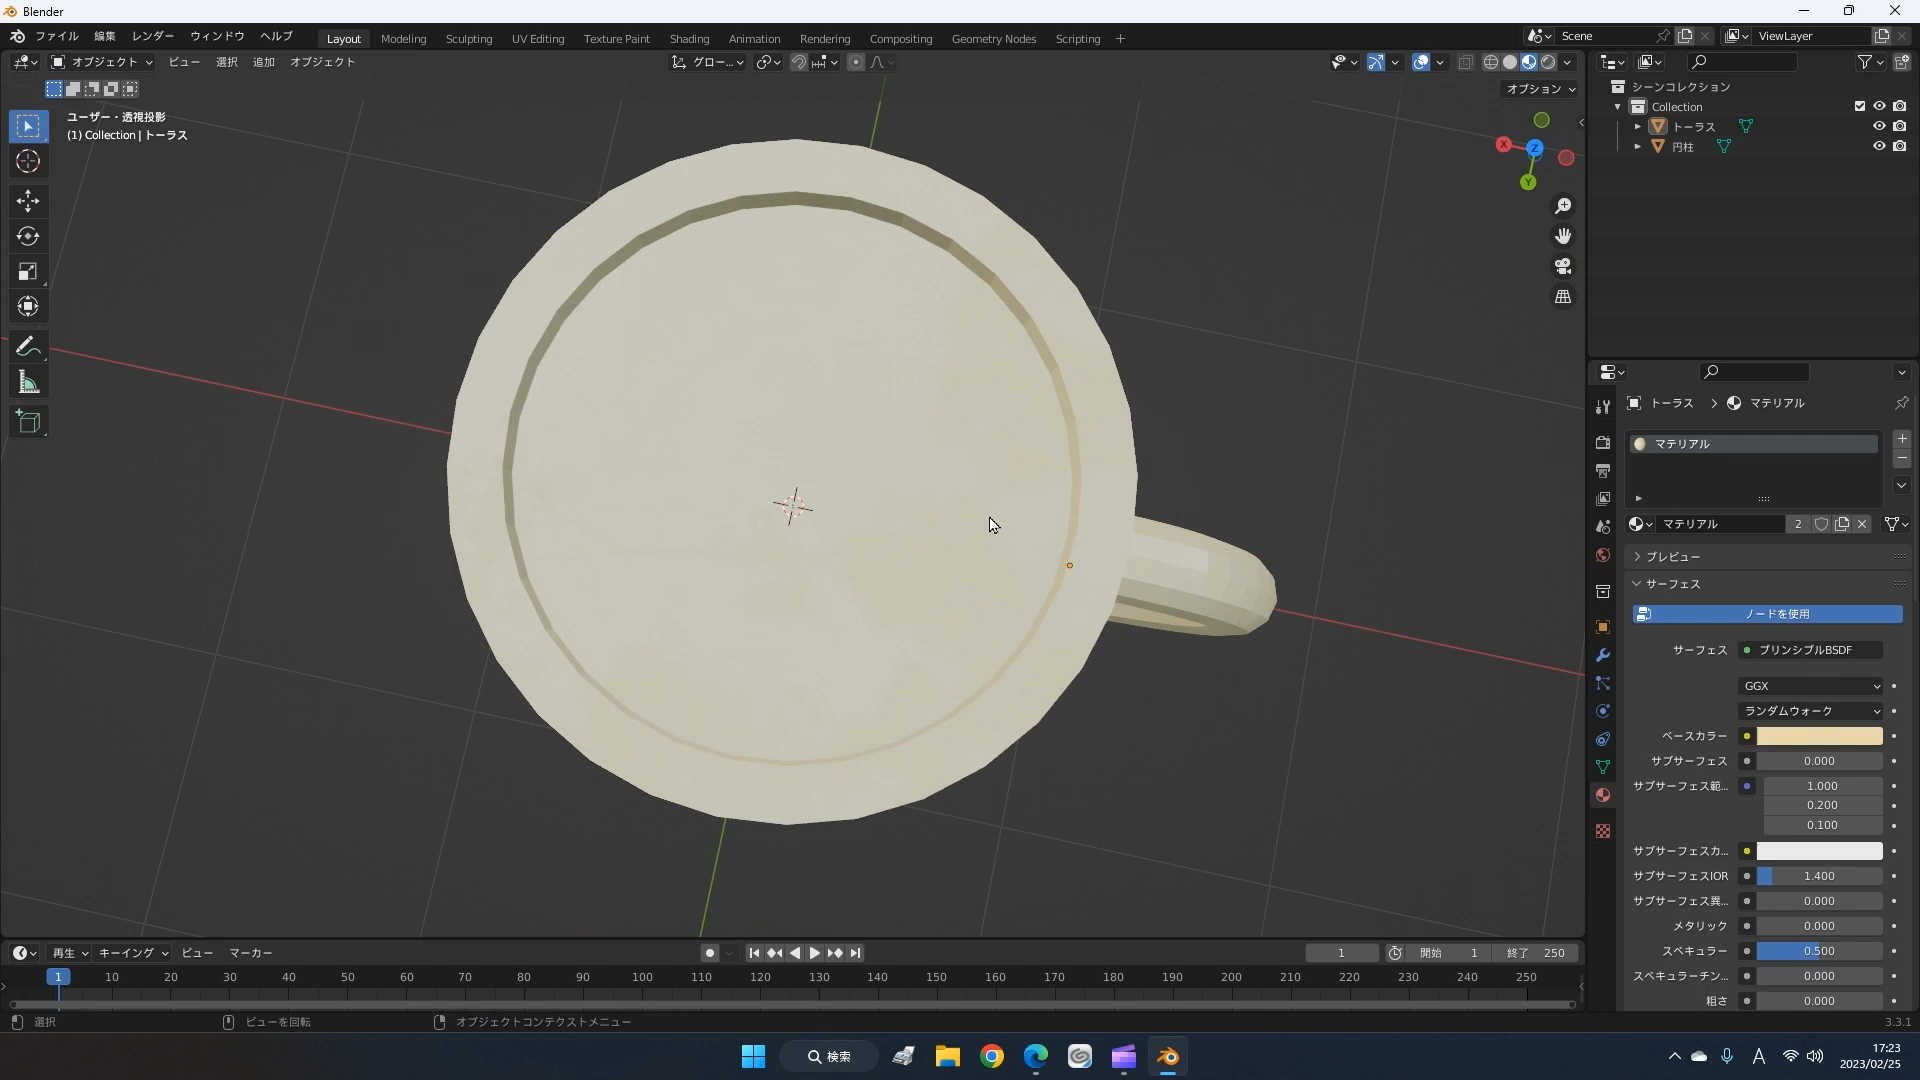 Blender
ファイル 編集 レンダー ウィンドウ ヘルプ Layout Modeling Sculpting UV Editing Texture Paint Shading Animation Rendering Compositing Geometry Nodes Scripting + Scene ViewLayer
オブジェクト ビュー 選択 追加 オブジェクト グロー...
オプション
ユーザー・透視投影
(1) Collection | トーラス
X Z
Y
シーンコレクション
Collection
トーラス
円柱
トーラス > マテリアル
マテリアル
マテリアル 2
プレビュー
サーフェス
ノードを使用
サーフェス プリンシプルBSDF
GGX
ランダムウォーク
ベースカラー
サブサーフェス 0.000
サブサーフェス範... 1.000
0.200
0.100
サブサーフェスカ...
サブサーフェスIOR 1.400
サブサーフェス異... 0.000
メタリック 0.000
スペキュラー 0.500
スペキュラーチン... 0.000
粗さ 0.000
再生 キーイング ビュー マーカー 1 開始 1 終了 250
1 10 20 30 40 50 60 70 80 90 100 110 120 130 140 150 160 170 180 190 200 210 220 230 240 250
選択 ビューを回転 オブジェクトコンテクストメニュー 3.3.1
検索 A 17:23
2023/02/25